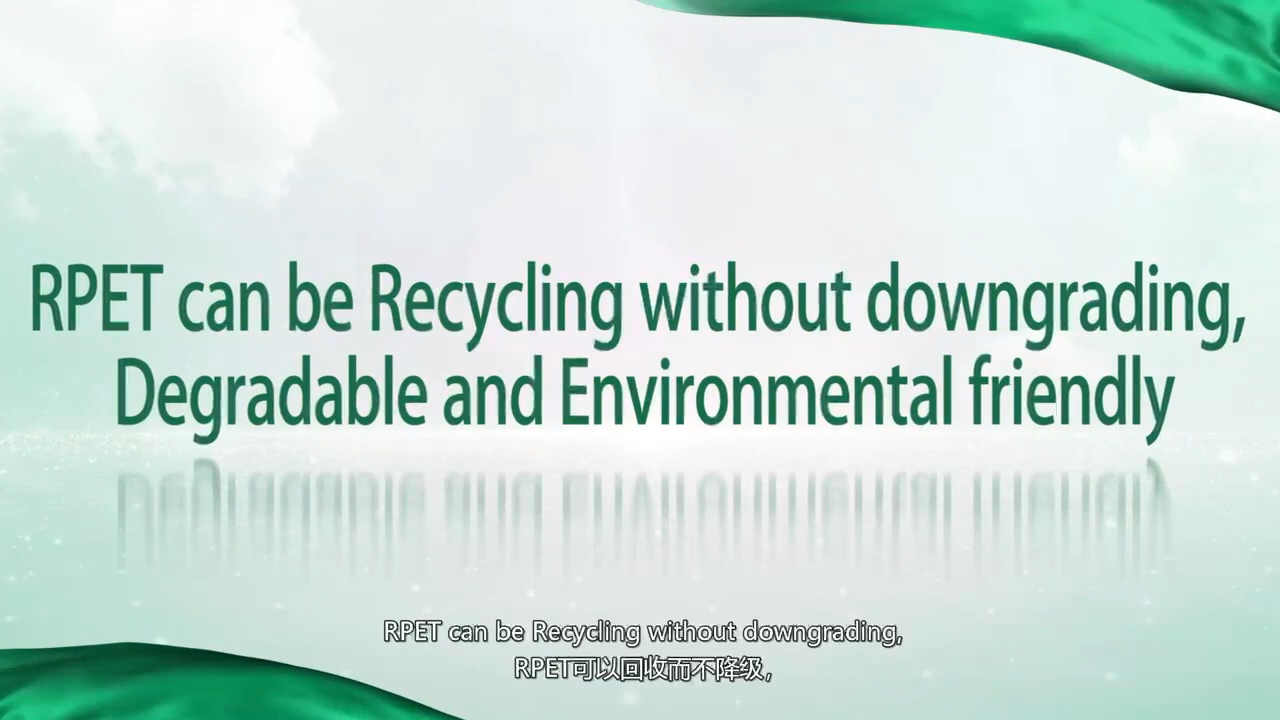 RPET can be Recycling without downgrading,
Degradable and Environmental friendly
RPET can be Recycling without downgrading,
RPET可以回收而不降级，